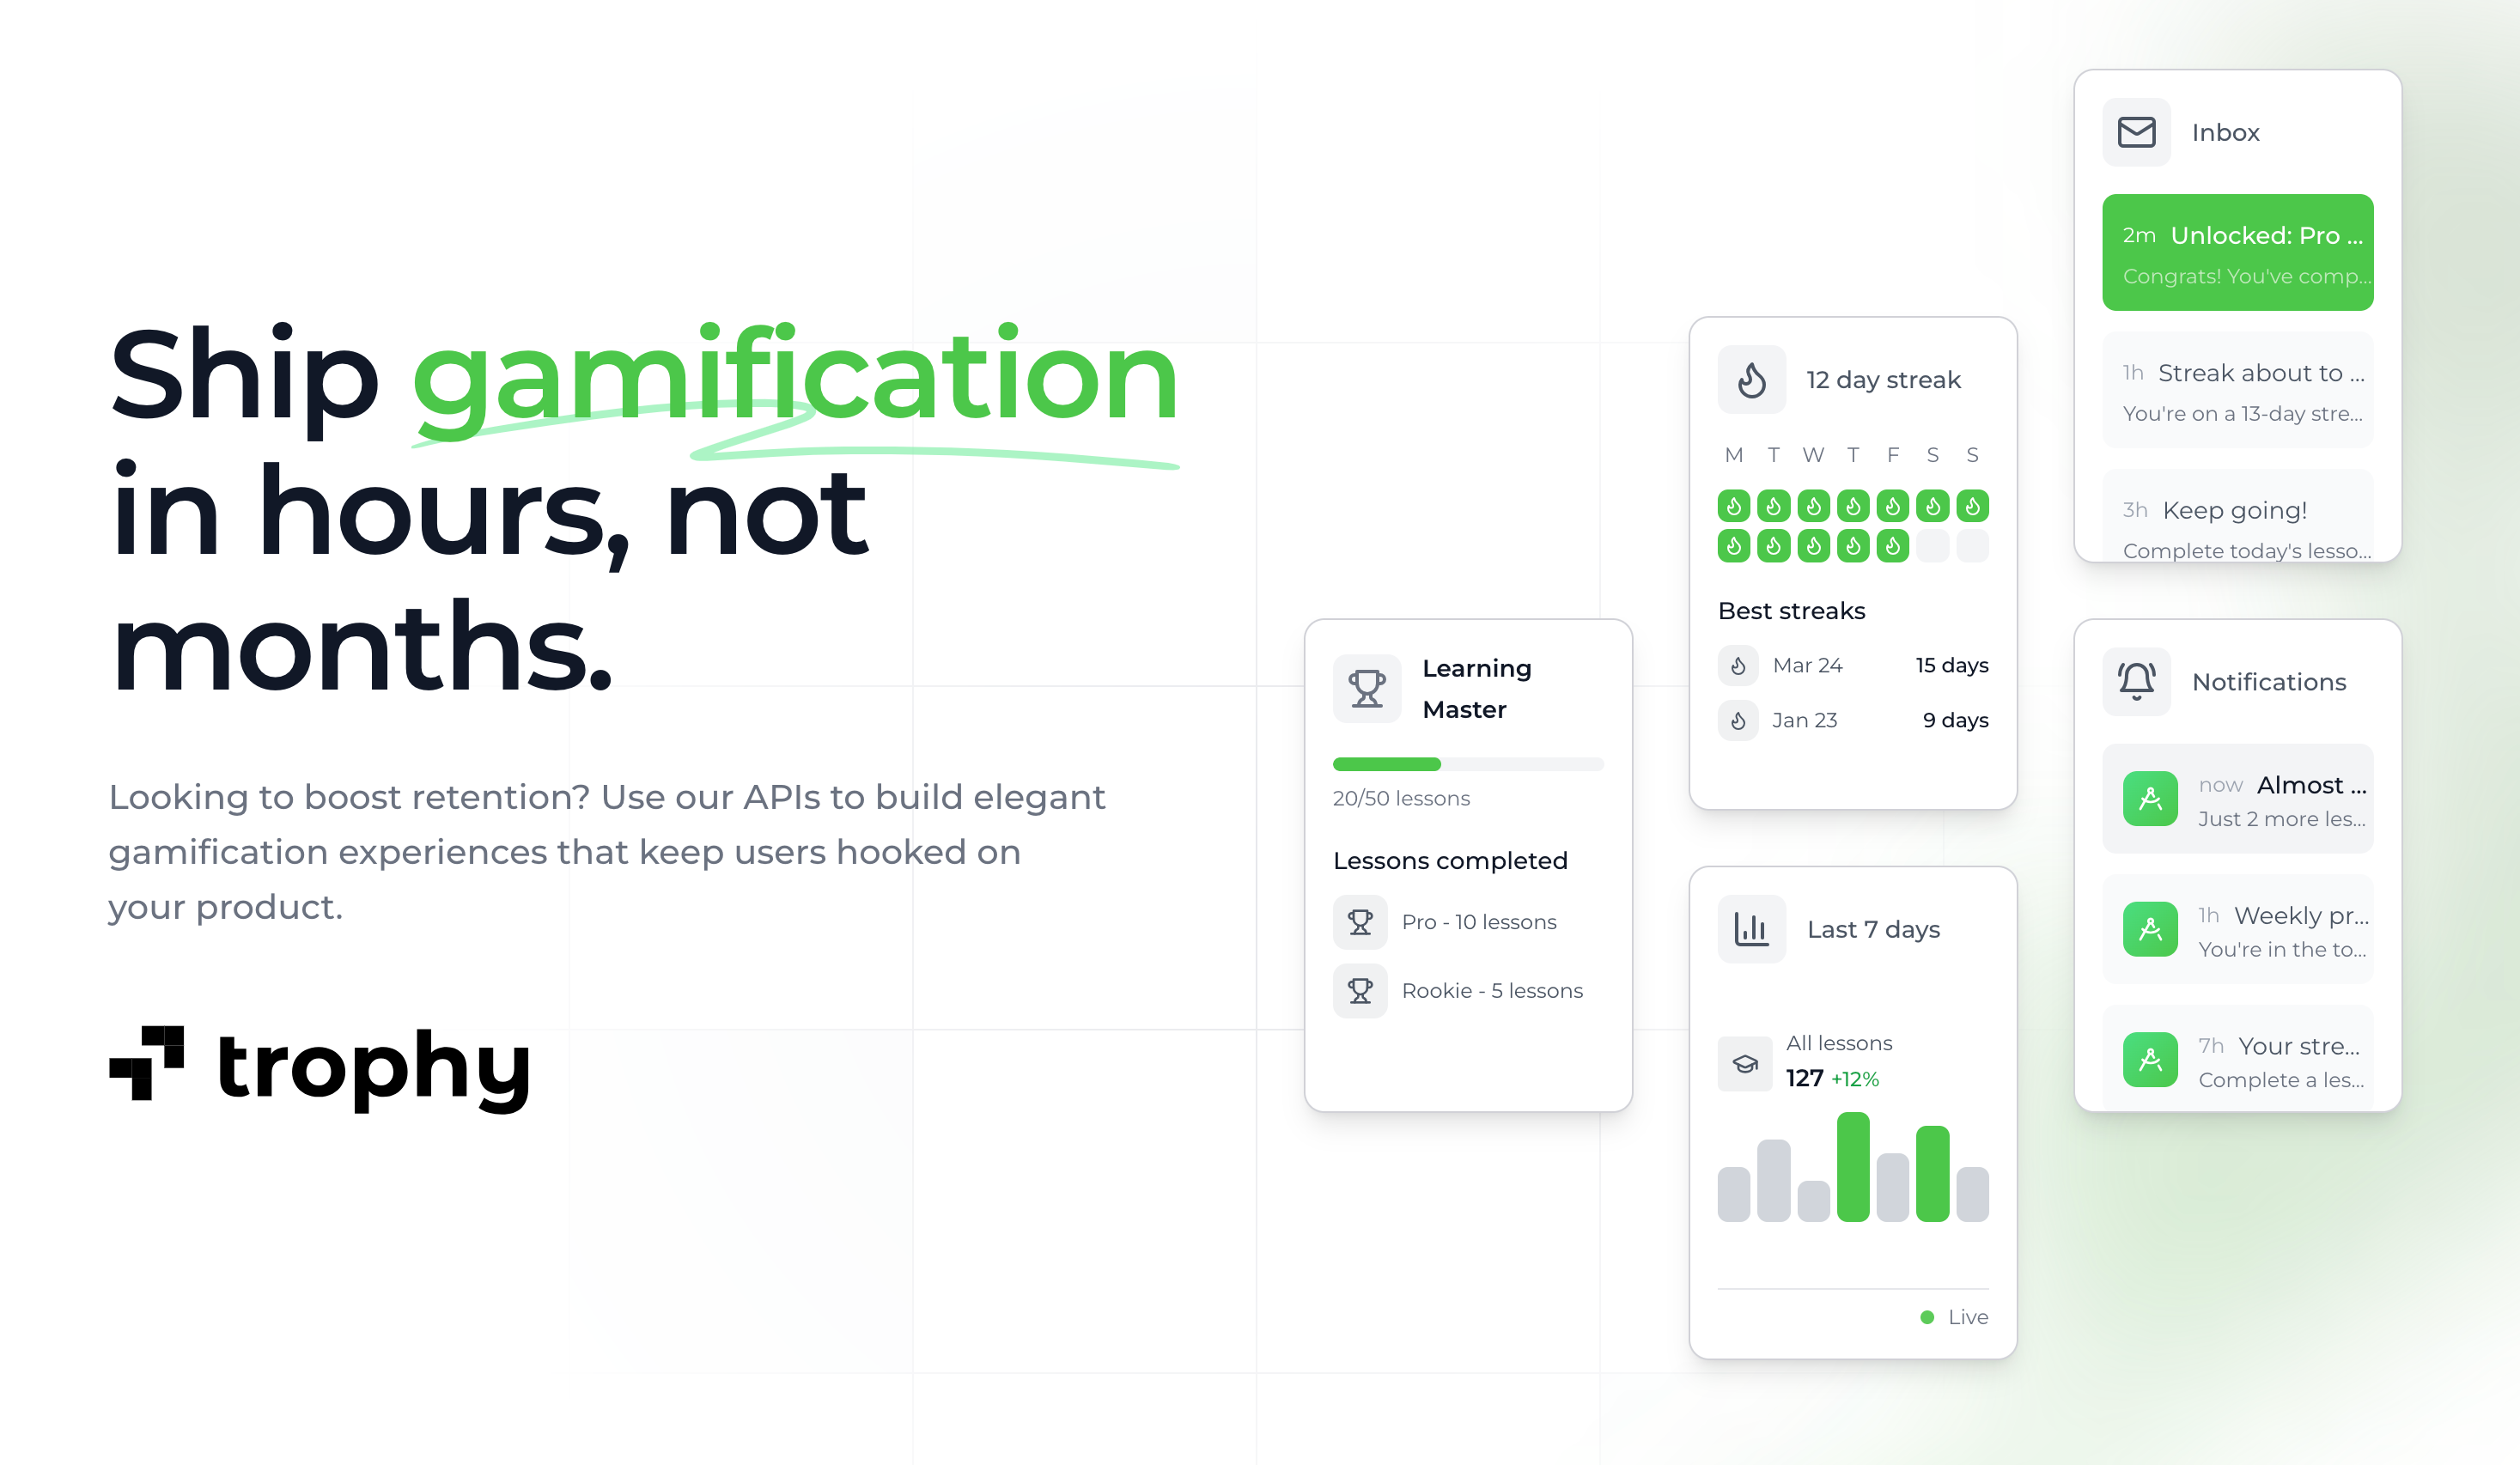 Ship gamification
in hours, not
months.
Looking to boost retention? Use our APIs to build elegant
gamification experiences that keep users hooked on
your product.
trophy
Learning
Master
20/50 lessons
Lessons completed
Pro - 10 lessons
Rookie - 5 lessons
12 day streak
M T W T F S S
Best streaks
Mar 24 15 days
Jan 23 9 days
Last 7 days
All lessons
127 +12%
Live
Inbox
2m Unlocked: Pro ...
Congrats! You've comp...
1h Streak about to ...
You're on a 13-day stre...
3h Keep going!
Complete today's lesso...
Notifications
now Almost ...
Just 2 more les...
1h Weekly pr...
You're in the to...
7h Your stre...
Complete a les...